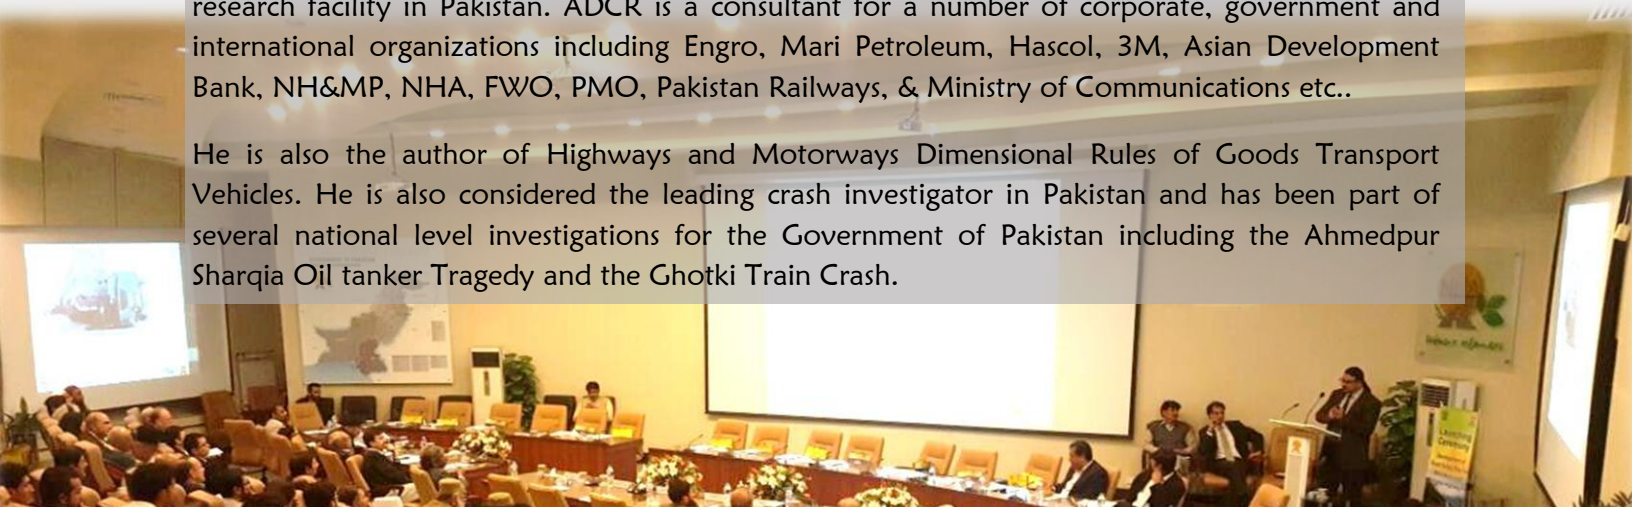 research facility in Pakistan. ADCR is a consultant for a number of corporate, government and
international organizations including Engro, Mari Petroleum, Hascol, 3M, Asian Development
Bank, NH&MP, NHA, FWO, PMO, Pakistan Railways, & Ministry of Communications etc..
He is also the author of Highways and Motorways Dimensional Rules of Goods Transport
Vehicles. He is also considered the leading crash investigator in Pakistan and has been part of
several national level investigations for the Government of Pakistan including the Ahmedpur
Sharqia Oil tanker Tragedy and the Ghotki Train Crash.
Launching
Ceremony